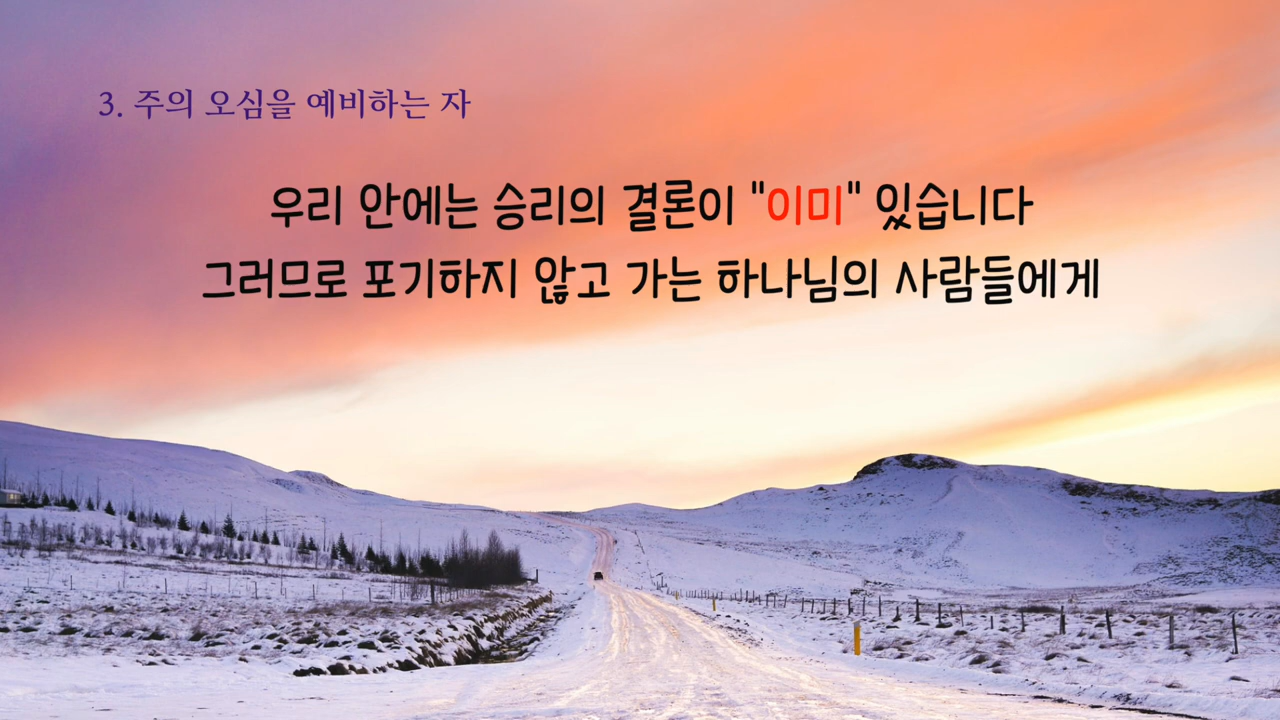 3. 주의 오심을 예비하는 자
우리 안에는 승리의 결론이 "이미" 있습니다
그러므로 포기하지 않고 가는 하나님의 사람들에게